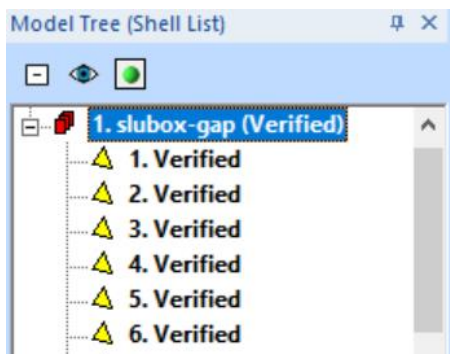 Model Tree (Shell List)
1. slubox-gap (Verified)
1. Verified
2. Verified
3. Verified
4. Verified
5. Verified
6. Verified